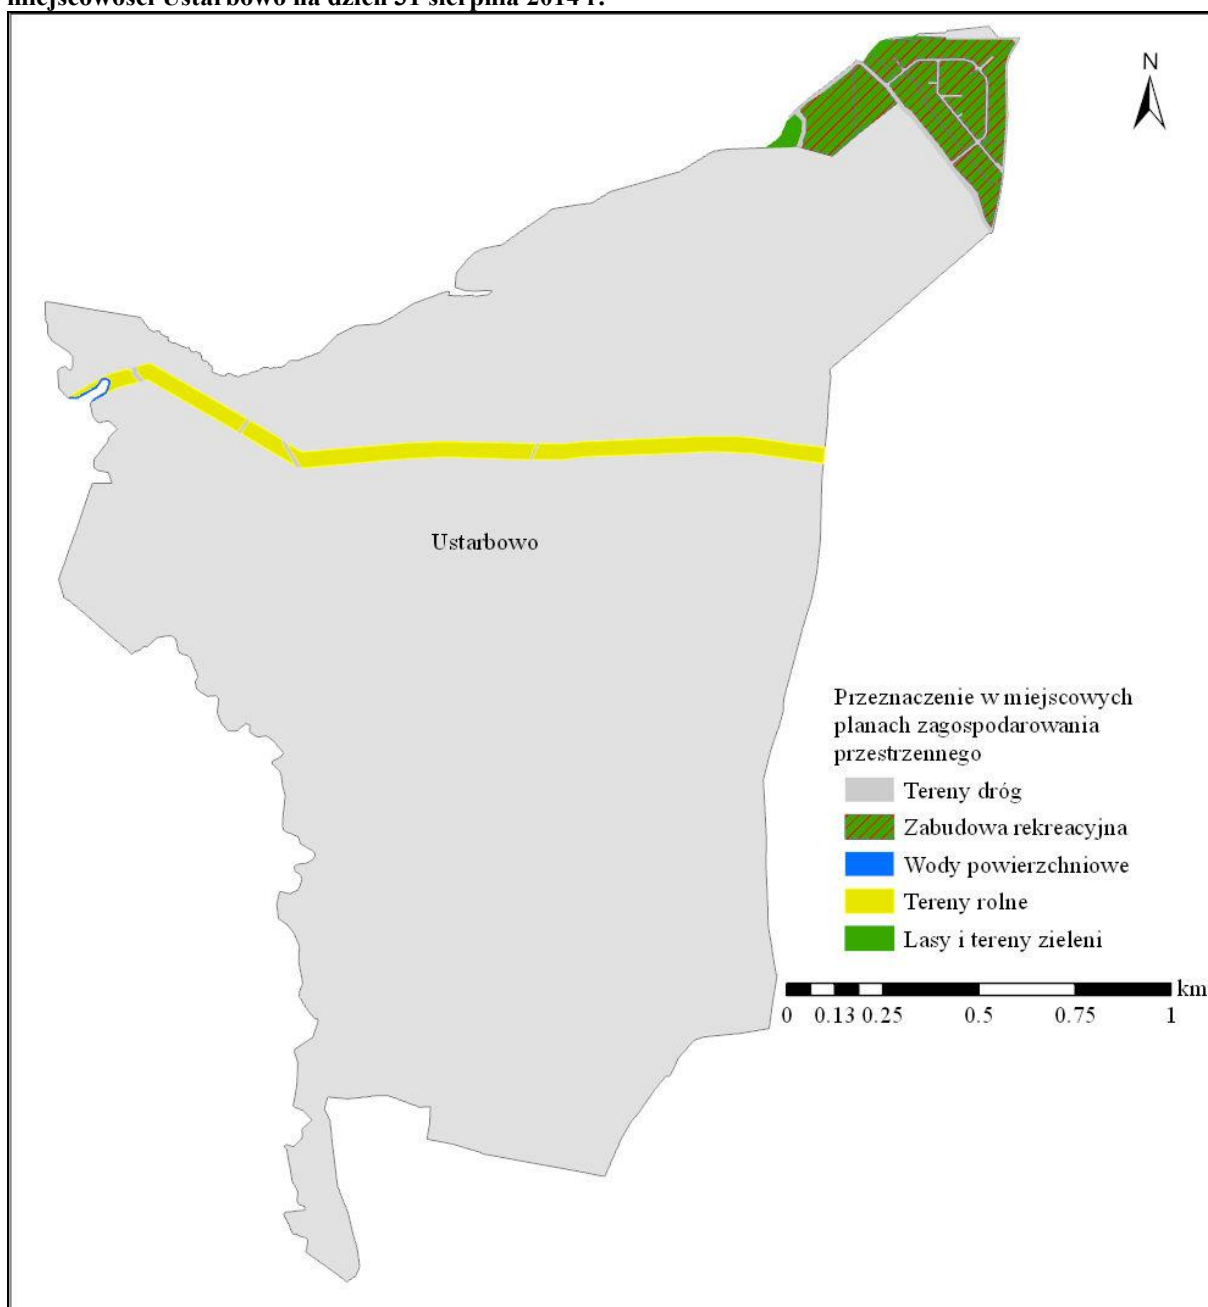 miejscowości Ustarbowo na dzień 31 sierpnia 2014 r.
N
Ustarbowo
Przeznaczenie w miejscowych
planach zagospodarowania
przestrzennego
Tereny dróg
Zabudowa rekreacyjna
Wody powierzchniowe
Tereny rolne
Lasy i tereny zieleni
km
0 0.13 0.25 0.5 0.75 1